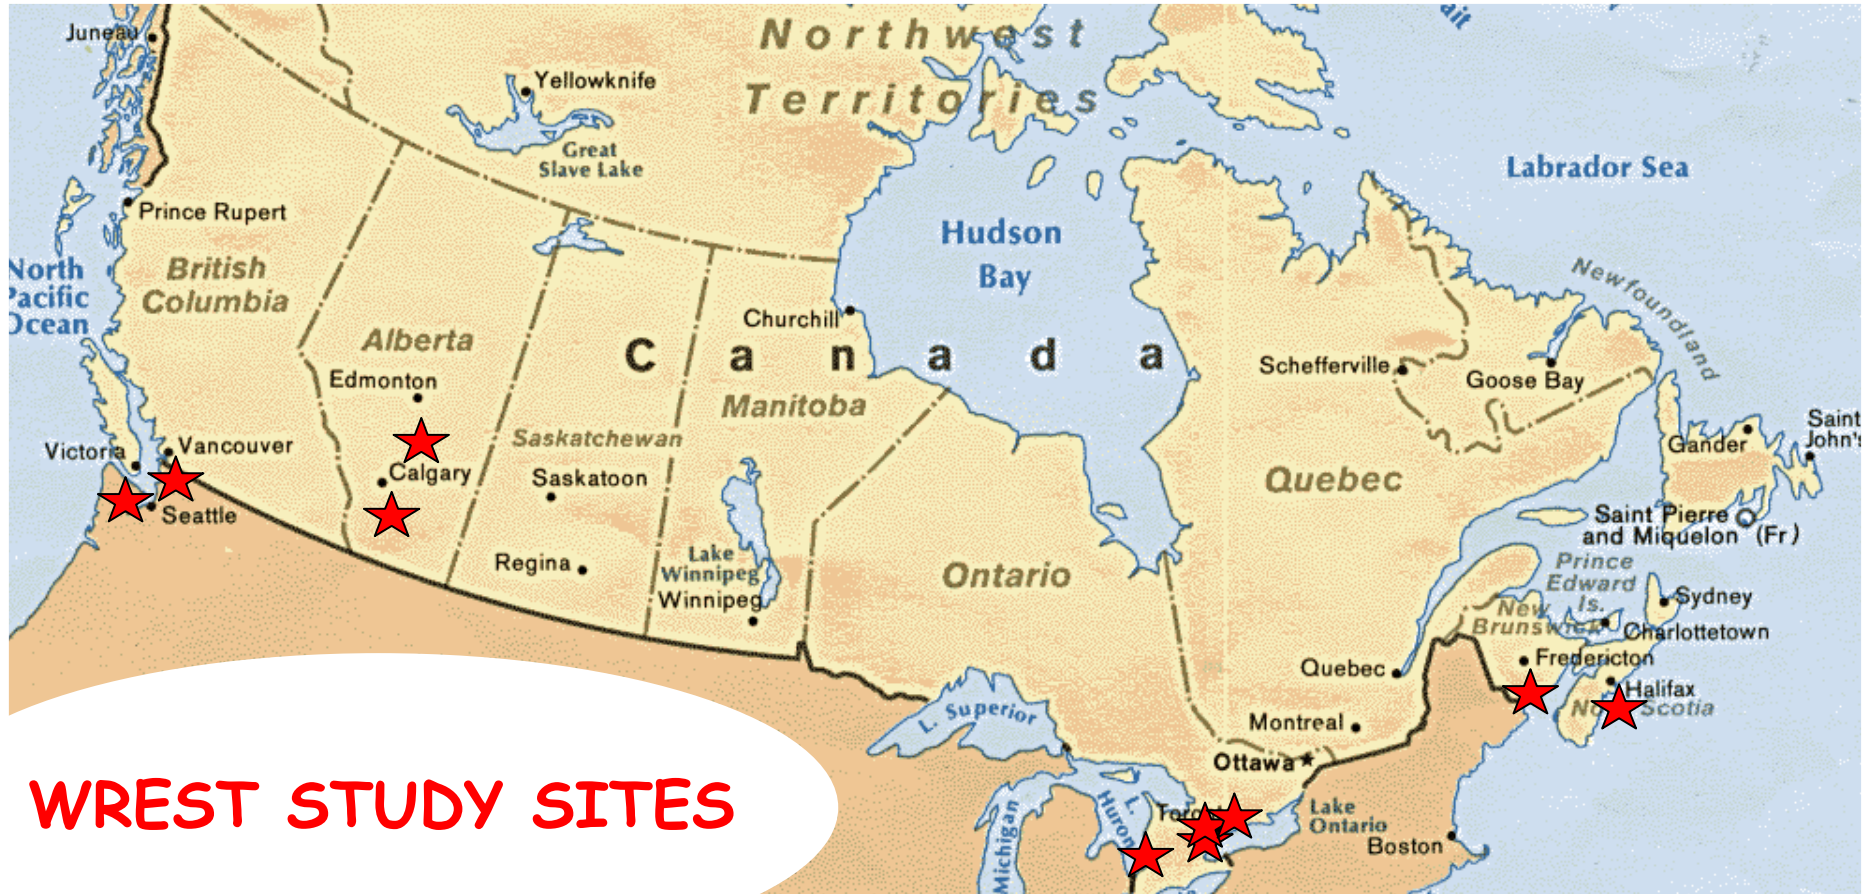 Juneau
Northwest
Territories
Yellowknife
Great
Slave Lake
Labrador Sea
Prince Rupert
Hudson
Bay
North
Pacific
Ocean
British
Columbia
Newfoundland
Churchill
Alberta
Canada
Edmonton
Schefferville
Goose Bay
Manitoba
Saskatchewan
Vancouver
Victoria
Calgary
Saskatoon
Quebec
Gander
Saint
John's
Seattle
Saint Pierre
and Miquelon (Fr)
Regina
Lake
Winnipeg
Winnipeg
Ontario
Prince
Edward
Is.
New
Brunswick
Sydney
Charlottetown
Fredericton
Quebec
Halifax
Scotia
L. Superior
Montreal
Ottawa
WREST STUDY SITES
L.
Huron
Michigan
Lake
Ontario
Boston